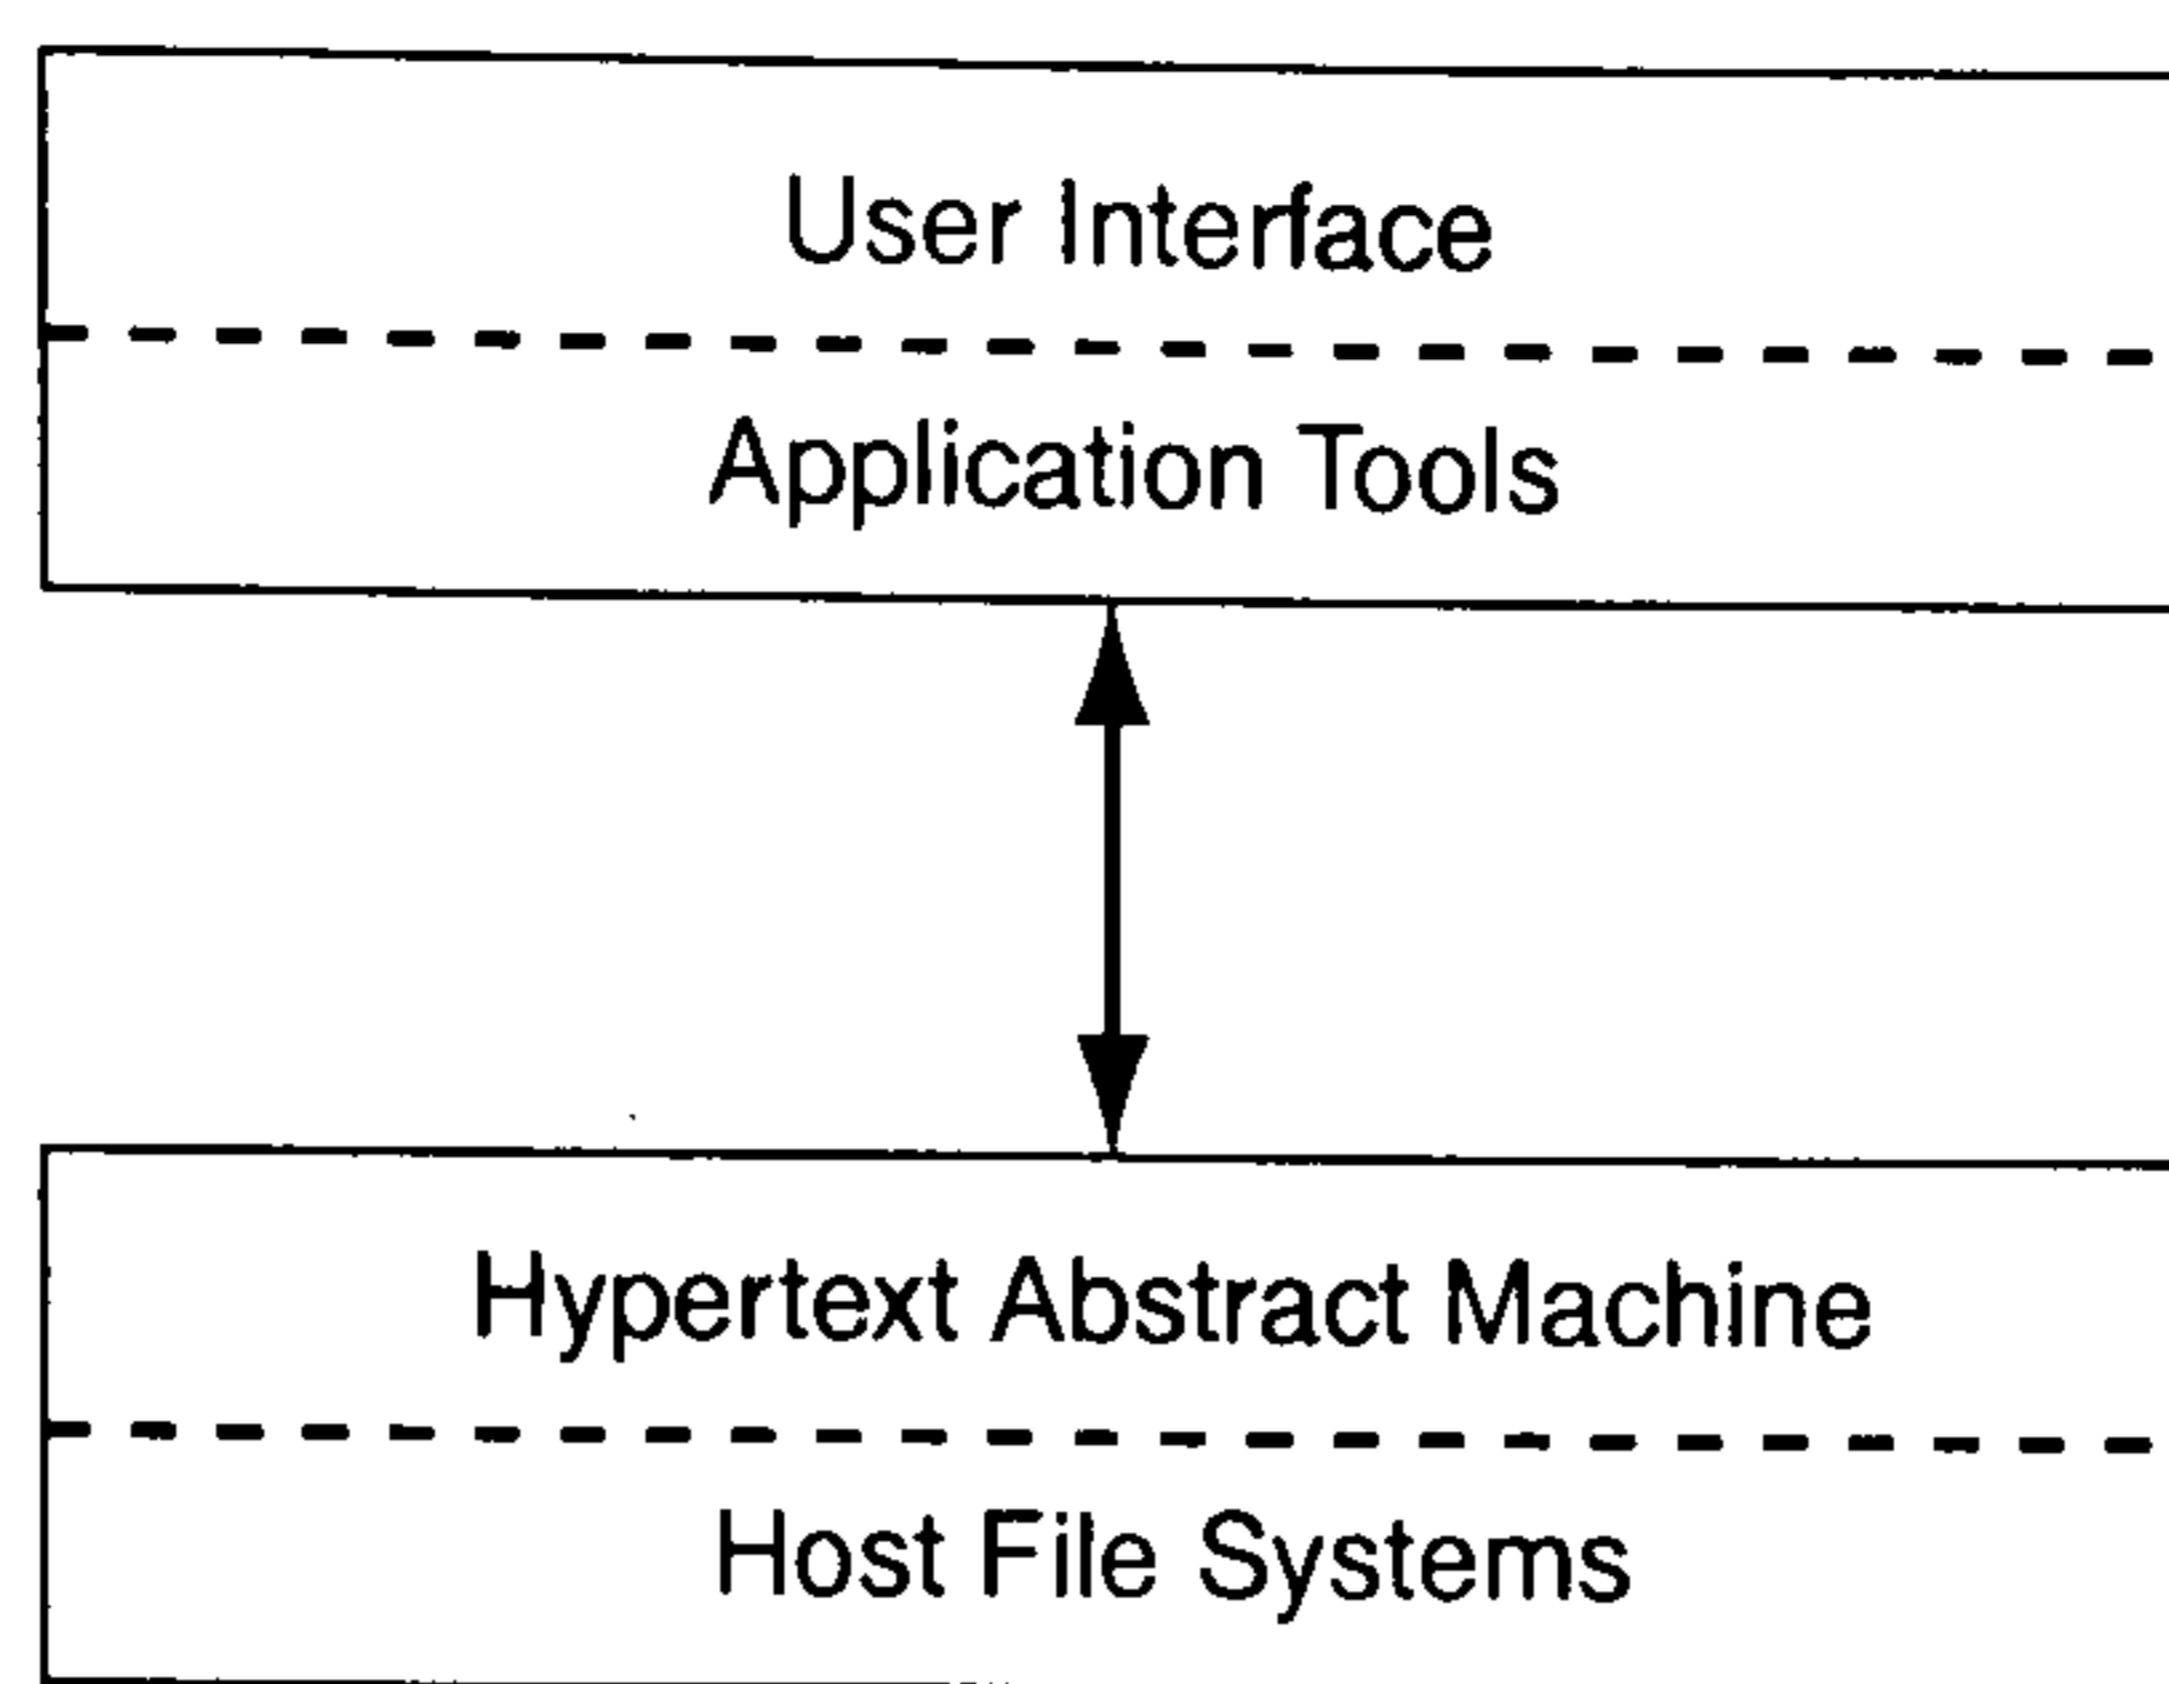 User Interface
Application Tools
Hypertext Abstract Machine
Host File Systems